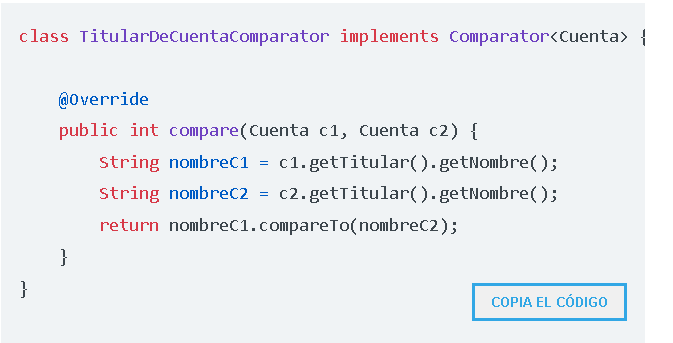 class TitularDeCuentaComparator implements Comparator<Cuenta> {
@Override
public int compare(Cuenta c1, Cuenta c2) {
String nombreC1 = c1.getTitular().getNombre();
String nombreC2 = c2.getTitular().getNombre();
return nombreC1.compareTo(nombreC2);
}
}
COPIA EL CÓDIGO